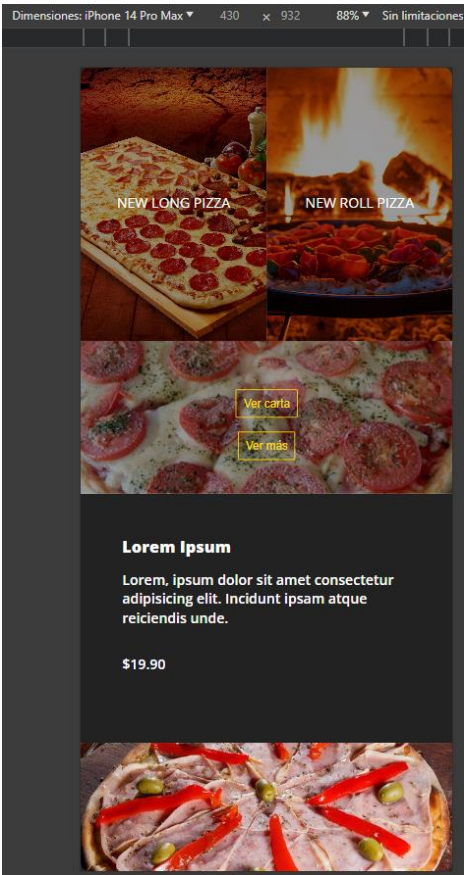 Dimensiones: iPhone 14 Pro Max ▼ 430 x 932 88% ▼ Sin limitaciones
NEW LONG PIZZA NEW ROLL PIZZA
Ver carta
Ver más
Lorem Ipsum
Lorem, ipsum dolor sit amet consectetur
adipisicing elit. Incidunt ipsam atque
reiciendis unde.
$19.90